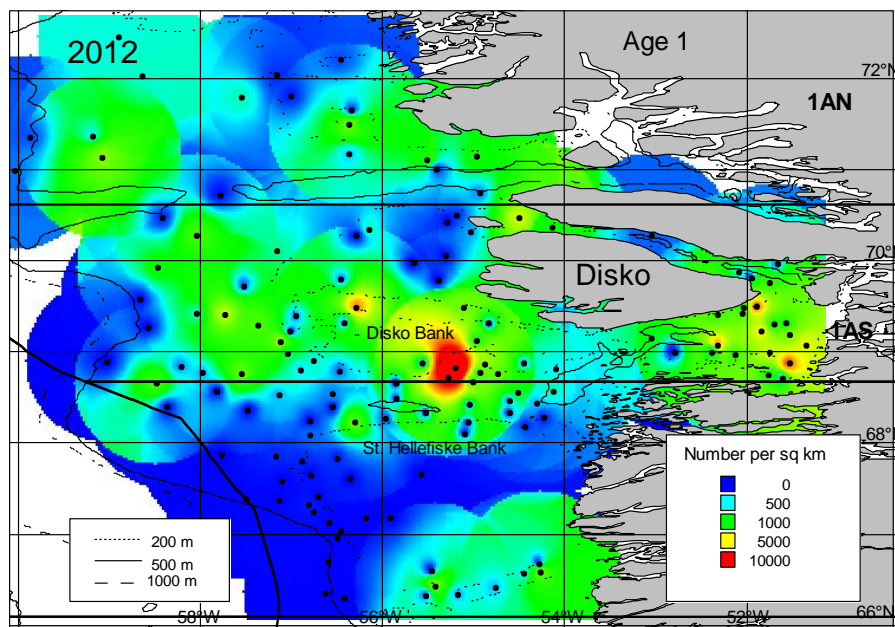 2012
Age 1
72°N
1AN
70°N
Disko
Disko Bank
1AS
68°N
St. Hellefiske Bank
Number per sq km
0
500
1000
5000
10000
200 m
500 m
1000 m
58°W
56°W
54°W
52°W
66°N